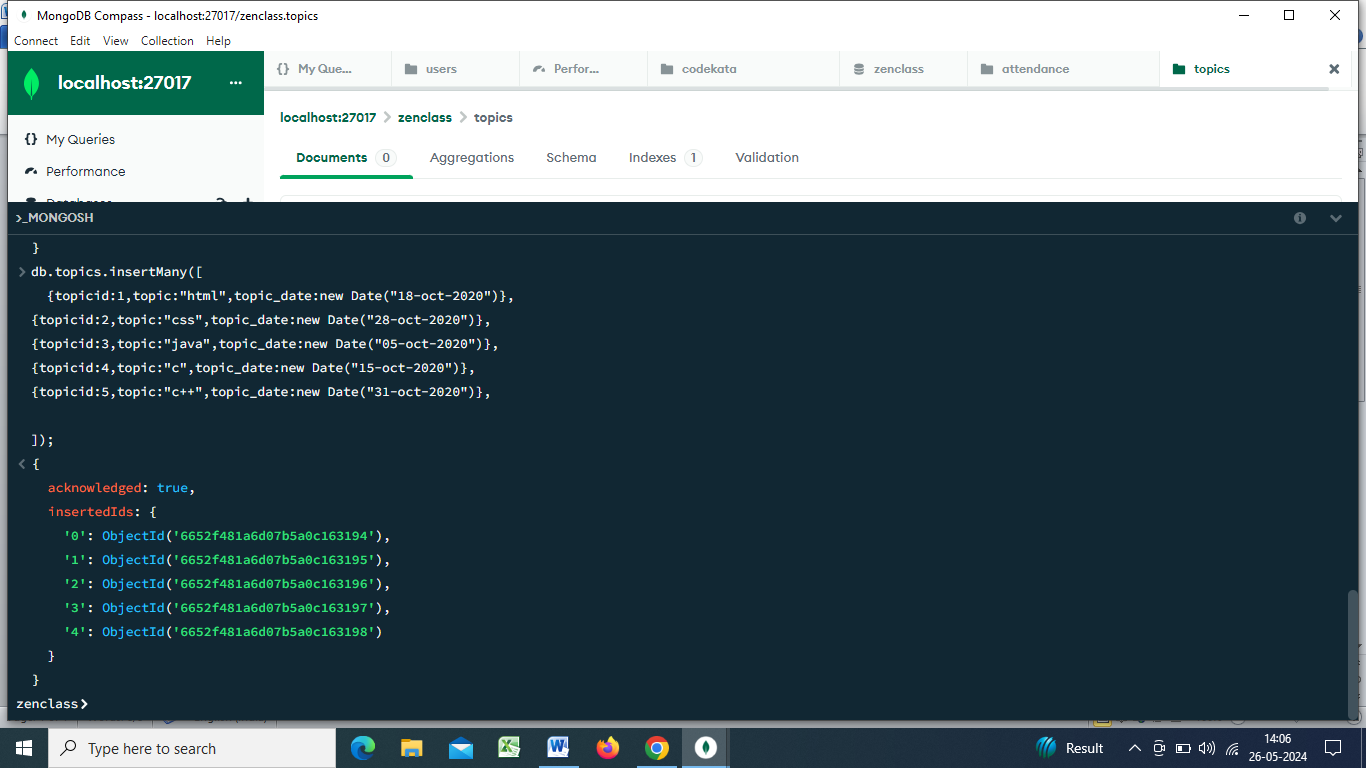 MongoDB Compass - localhost:27017/zenclass.topics
Connect Edit View Collection Help
localhost:27017 ...
{} My Que... users Perfor... codekata zenclass attendance topics
localhost:27017 > zenclass > topics
{} My Queries
Performance
Databases
Documents 0 Aggregations Schema Indexes 1 Validation
>_MONGOSH
}
> db.topics.insertMany([
{topicid:1,topic:"html",topic_date:new Date("18-oct-2020")},
{topicid:2,topic:"css",topic_date:new Date("28-oct-2020")},
{topicid:3,topic:"java",topic_date:new Date("05-oct-2020")},
{topicid:4,topic:"c",topic_date:new Date("15-oct-2020")},
{topicid:5,topic:"c++",topic_date:new Date("31-oct-2020")},
]);
< {
acknowledged: true,
insertedIds: {
'0': ObjectId('6652f481a6d07b5a0c163194'),
'1': ObjectId('6652f481a6d07b5a0c163195'),
'2': ObjectId('6652f481a6d07b5a0c163196'),
'3': ObjectId('6652f481a6d07b5a0c163197'),
'4': ObjectId('6652f481a6d07b5a0c163198')
}
}
zenclass>
Type here to search
Result
14:06
26-05-2024